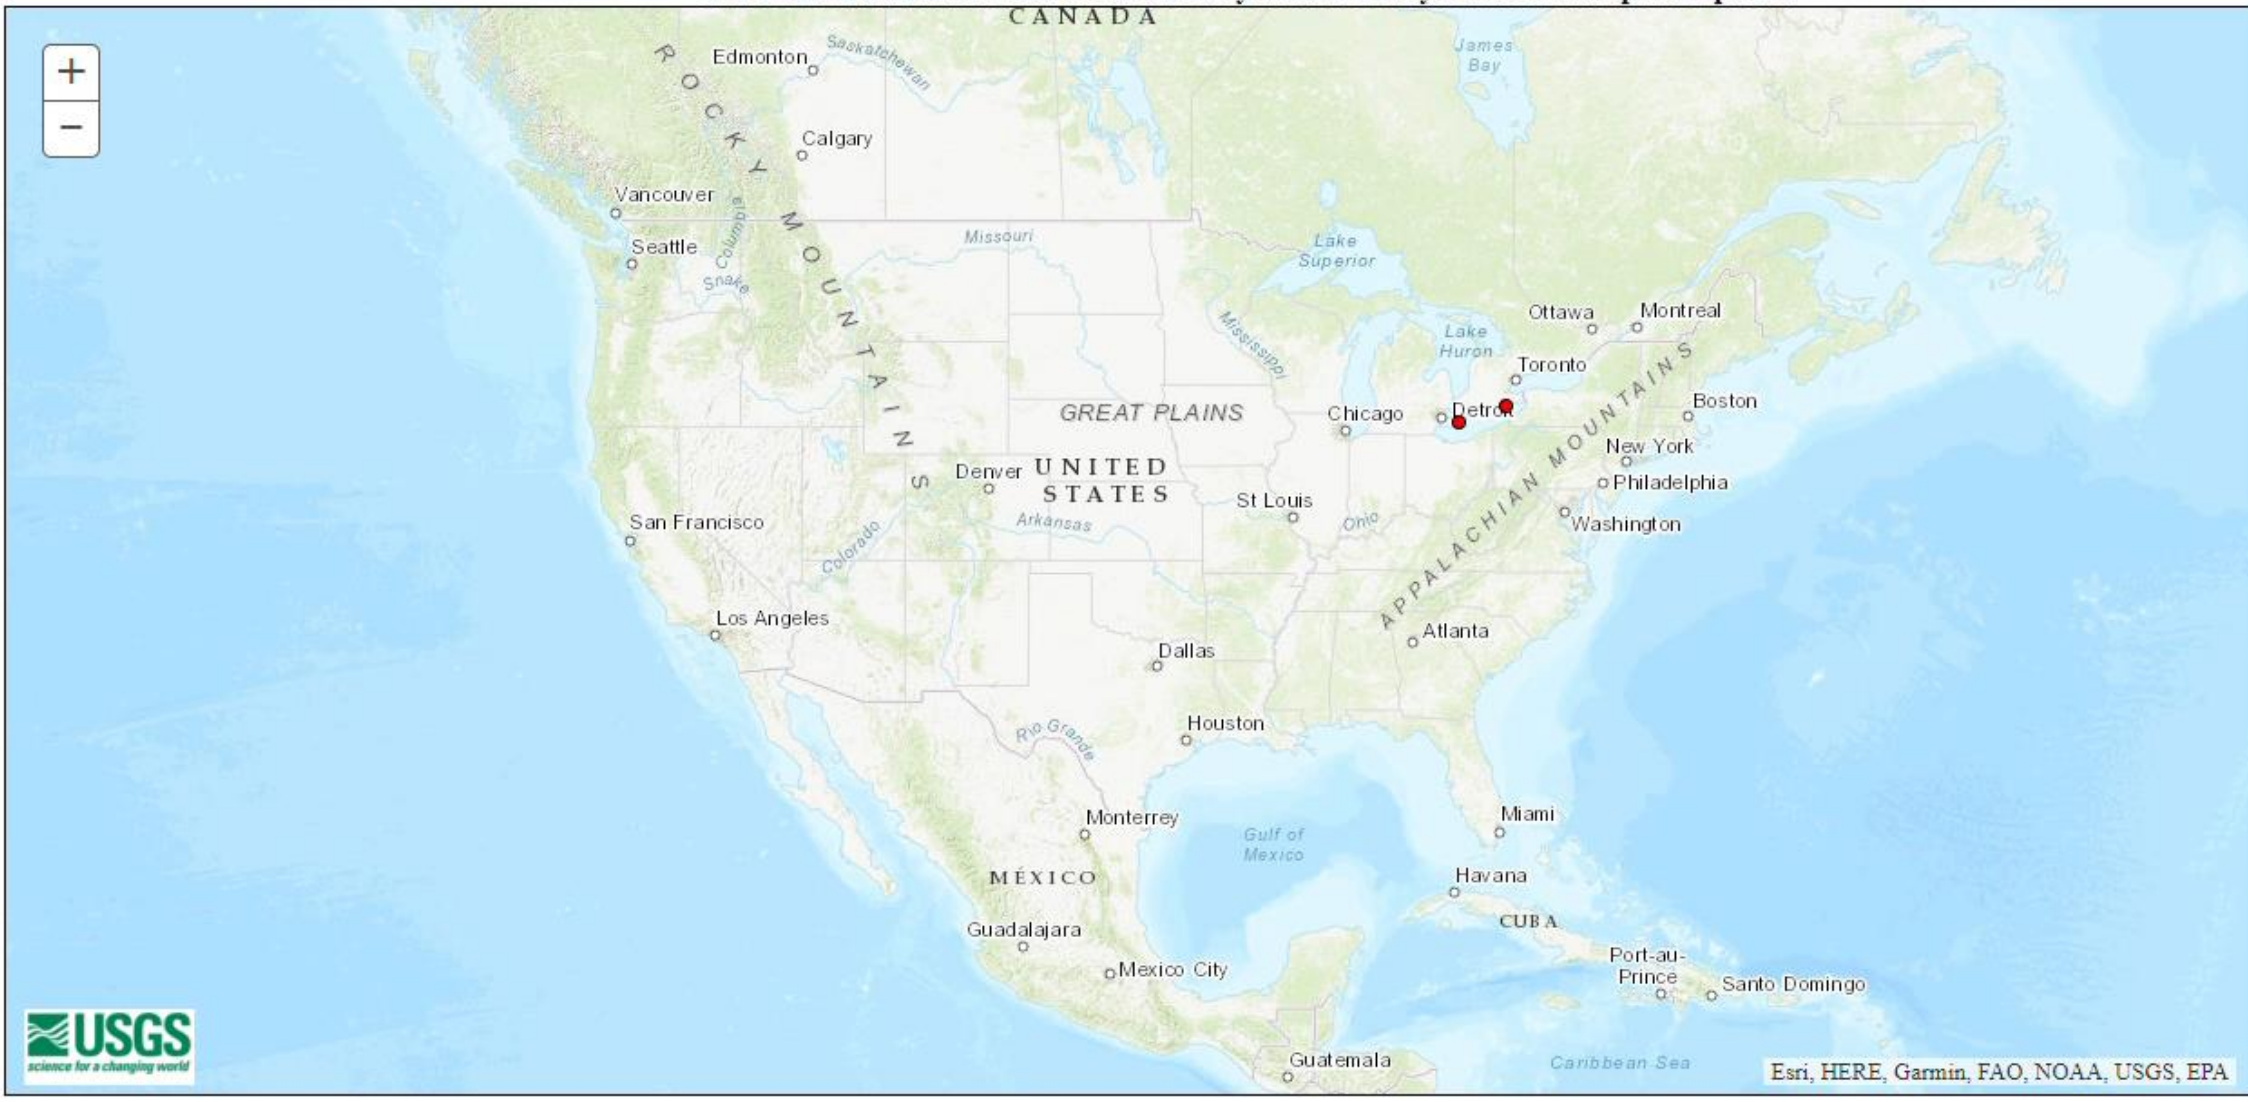 CANADA
Edmonton
Saskatchewan
James
Bay
ROCKY MOUNTAINS
Calgary
Vancouver
Columbia
Seattle
Snake
Missouri
Lake
Superior
Mississippi
Ottawa
Montreal
Lake
Huron
Toronto
GREAT PLAINS
Chicago
Detroit
Boston
New York
Denver
UNITED
STATES
Philadelphia
APPALACHIAN MOUNTAINS
St Louis
Ohio
Washington
San Francisco
Colorado
Arkansas
Los Angeles
Atlanta
Dallas
Houston
Rio Grande
Monterrey
Miami
Gulf of
Mexico
MÉXICO
Havana
CUBA
Guadalajara
Mexico City
Port-au-
Prince
Santo Domingo
USGS
science for a changing world
Guatemala
Caribbean Sea
Esri, HERE, Garmin, FAO, NOAA, USGS, EPA